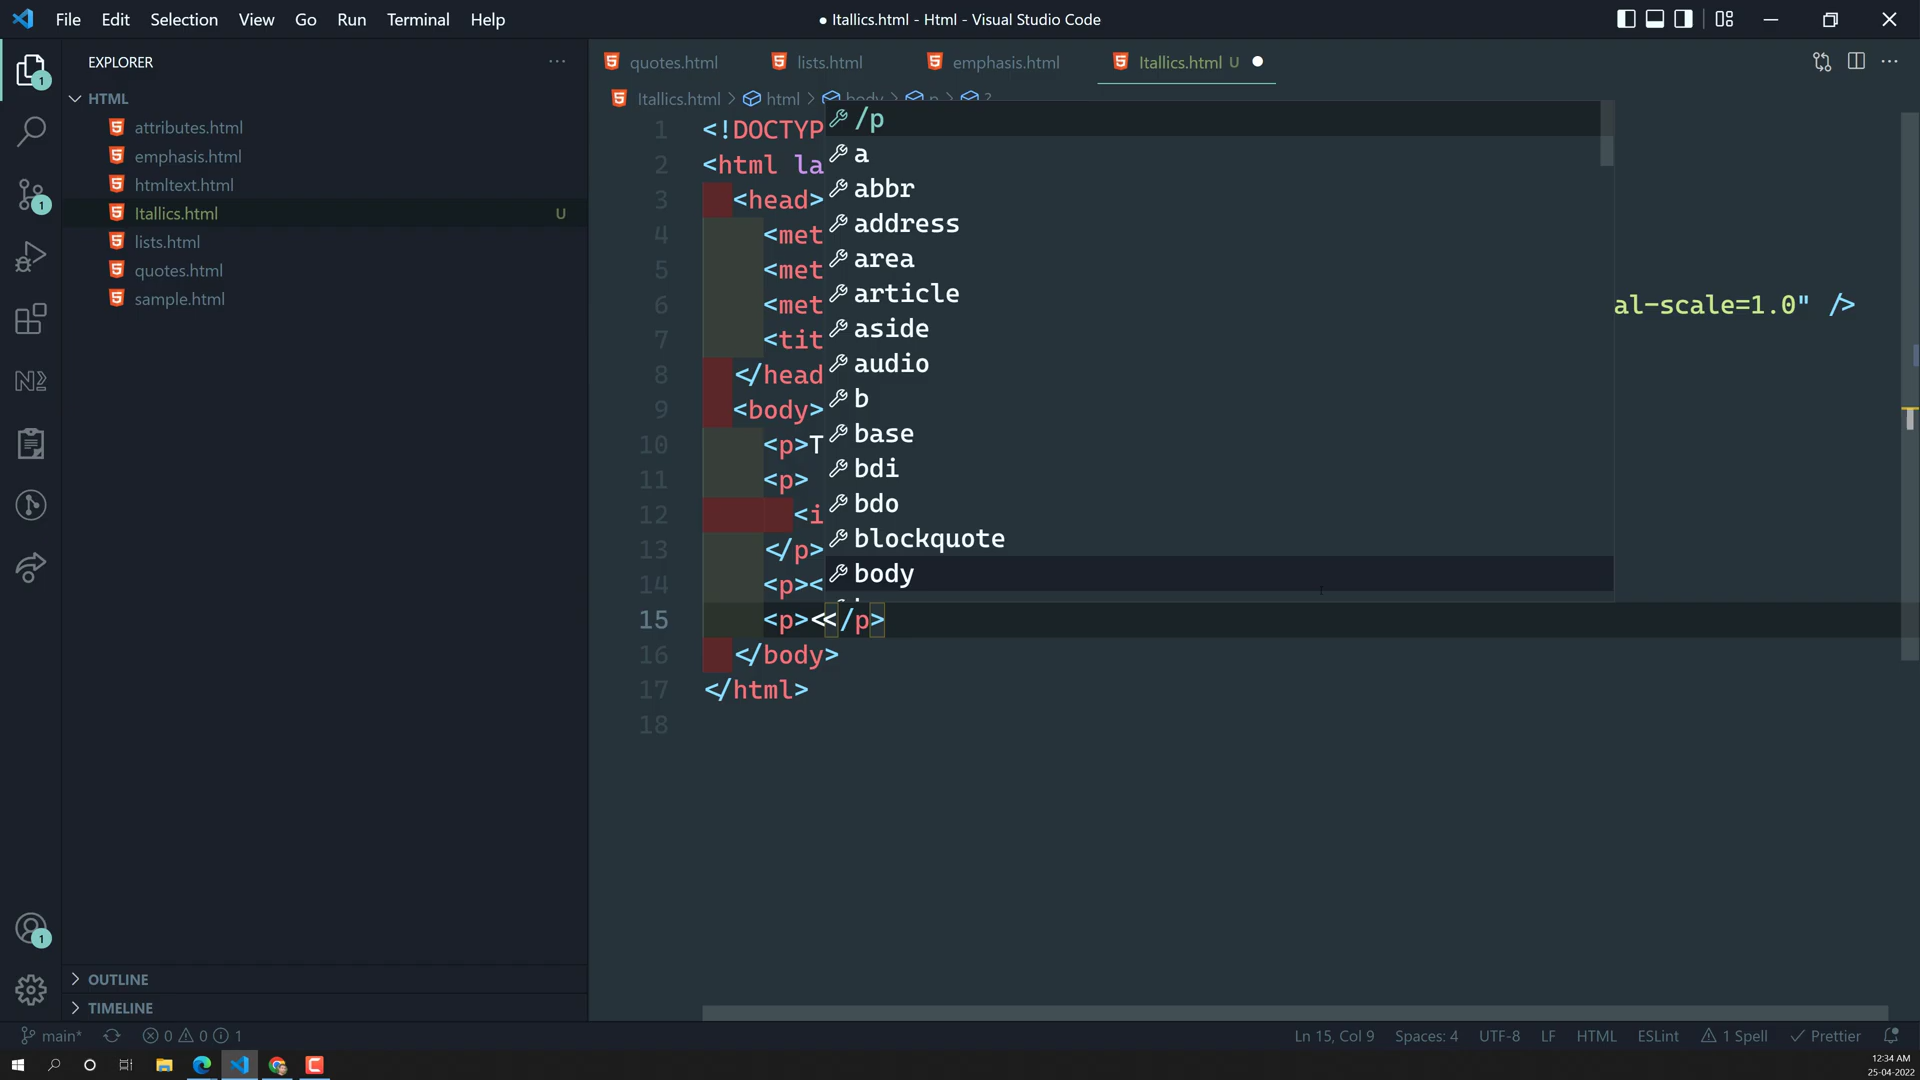 File Edit Selection View Go Run Terminal Help
● Itallics.html - Html - Visual Studio Code
EXPLORER
HTML
attributes.html
emphasis.html
htmltext.html
Itallics.html U
lists.html
quotes.html
sample.html
OUTLINE
TIMELINE
quotes.html lists.html emphasis.html Itallics.html U
Itallics.html > html > body > p > ?
1 <!DOCTYP
2 <html la
3 <head>
4 <met
5 <met
6 <met al-scale=1.0" />
7 <tit
8 </head
9 <body>
10 <p>T
11 <p>
12 <i
13 </p>
14 <p><
15 <p><</p>
16 </body>
17 </html>
18
/p
a
abbr
address
area
article
aside
audio
b
base
bdi
bdo
blockquote
body
1
1
1
main* 0 0 1
Ln 15, Col 9 Spaces: 4 UTF-8 LF HTML ESLint 1 Spell Prettier
12:34 AM
25-04-2022